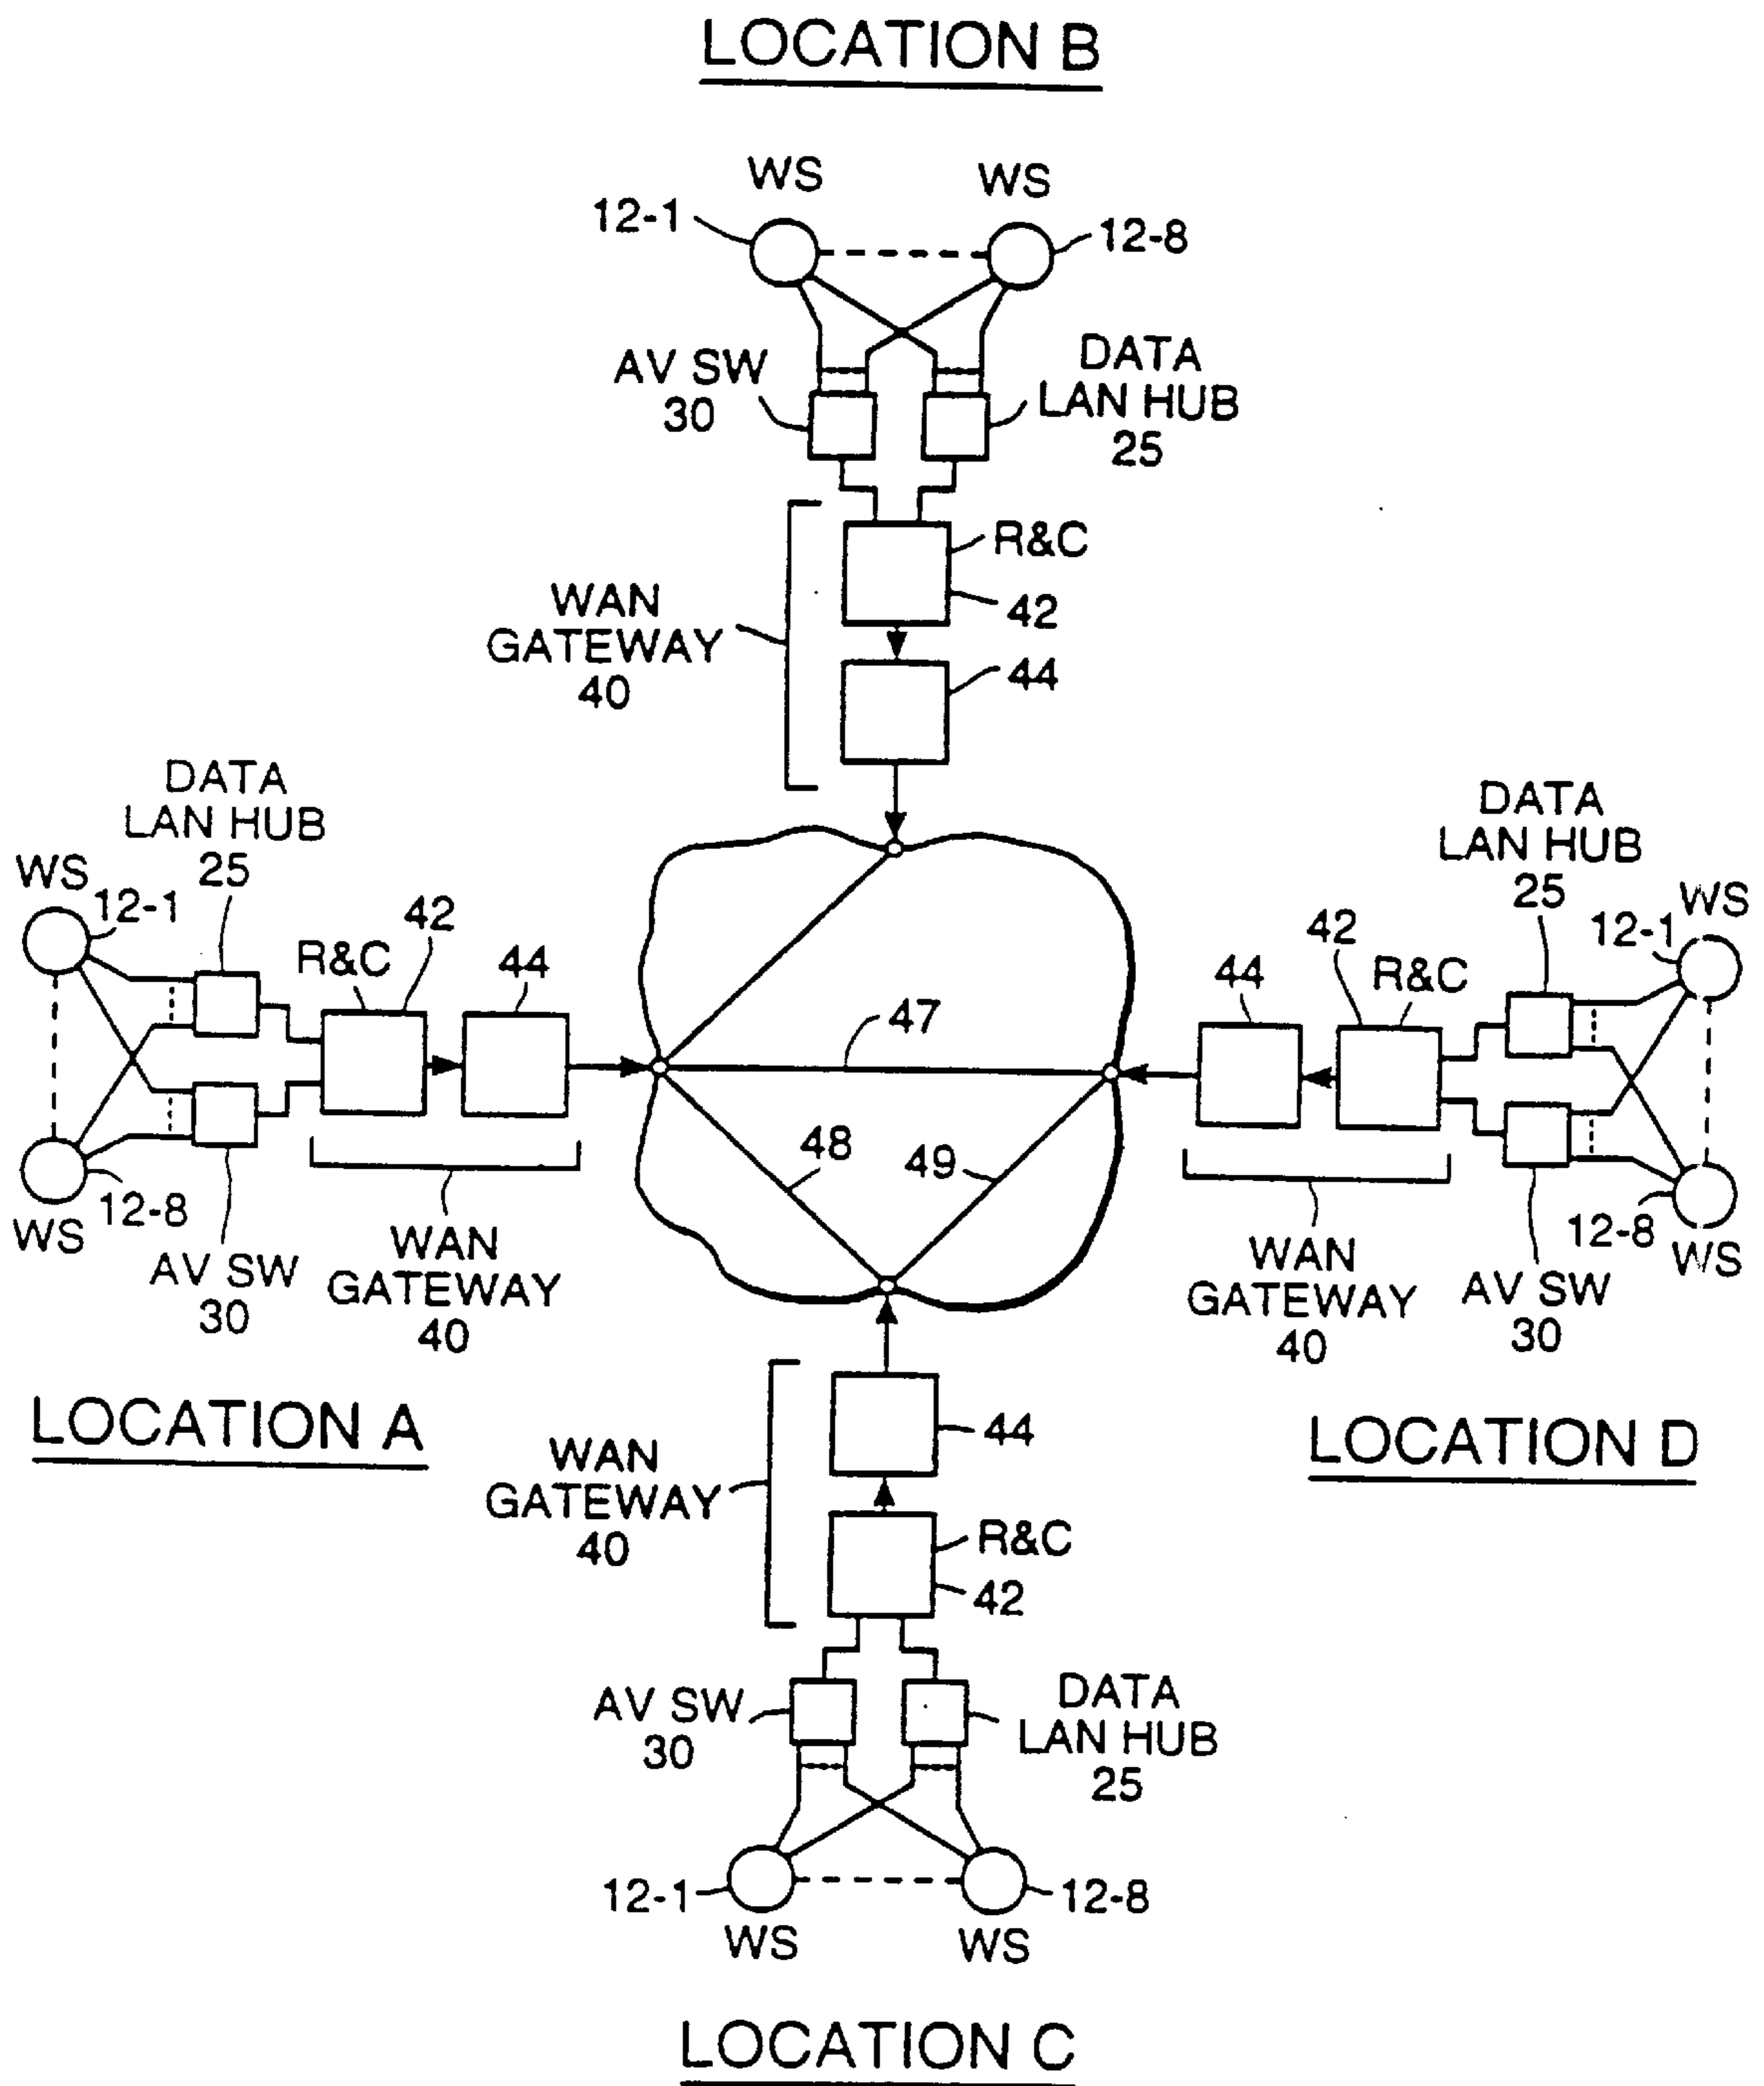 LOCATION B
WS
WS
12-1
12-8
AV SW
30
DATA
LAN HUB
25
R&C
42
WAN
GATEWAY
40
44
DATA
LAN HUB
25
WS
12-1
R&C
42
44
12-8
WS
AV SW
30
WAN
GATEWAY
40
LOCATION A
47
48
49
DATA
LAN HUB
25
WS
12-1
42
R&C
44
12-8
WS
WAN
GATEWAY
40
AV SW
30
LOCATION D
44
WAN
GATEWAY
40
R&C
42
AV SW
30
DATA
LAN HUB
25
12-1
12-8
WS
WS
LOCATION C